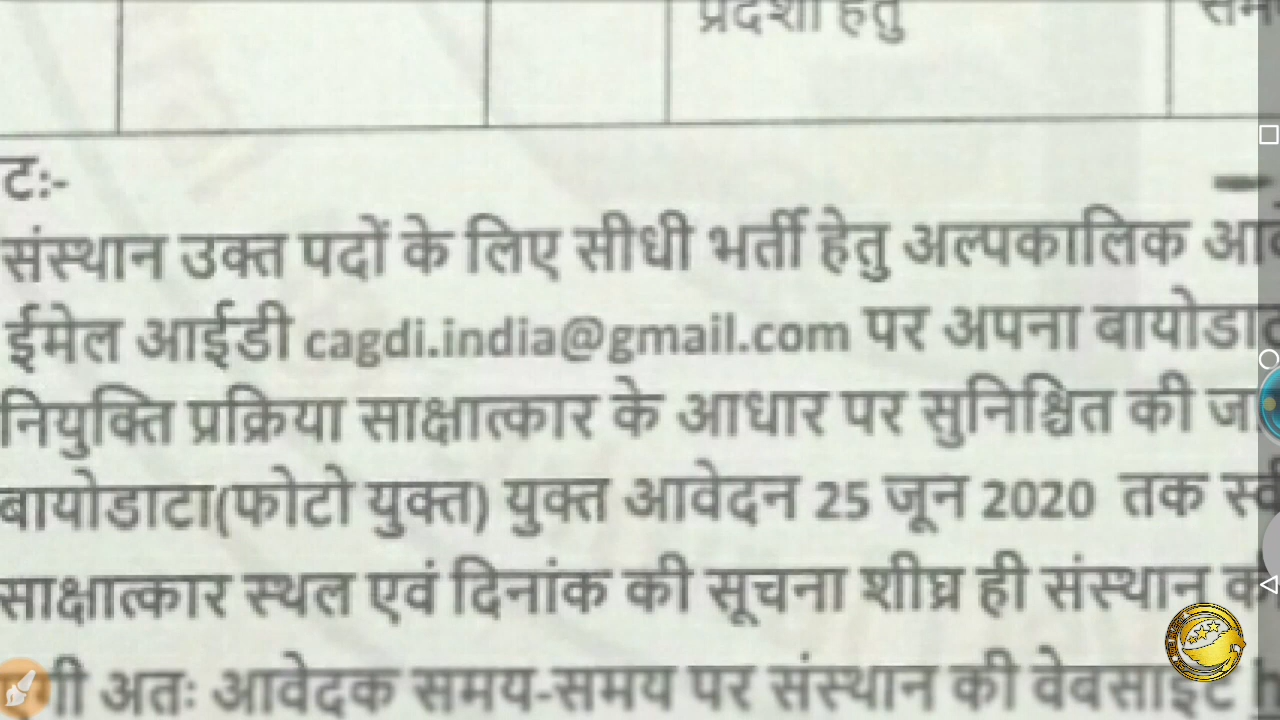 प्रदेशों हेतु
टः-
संस्थान उक्त पदों के लिए सीधी भर्ती हेतु अल्पकालिक
ईमेल आईडी cagdi.india@gmail.com पर अपना
नियुक्ति प्रक्रिया साक्षात्कार के आधार पर सुनिश्चित की
बायोडाटा(फोटो युक्त) युक्त आवेदन 25 जून 2020 तक
साक्षात्कार स्थल एवं दिनांक की सूचना शीघ्र ही संस्थान
अतः आवेदक समय-समय पर संस्थान की वेबसाइट